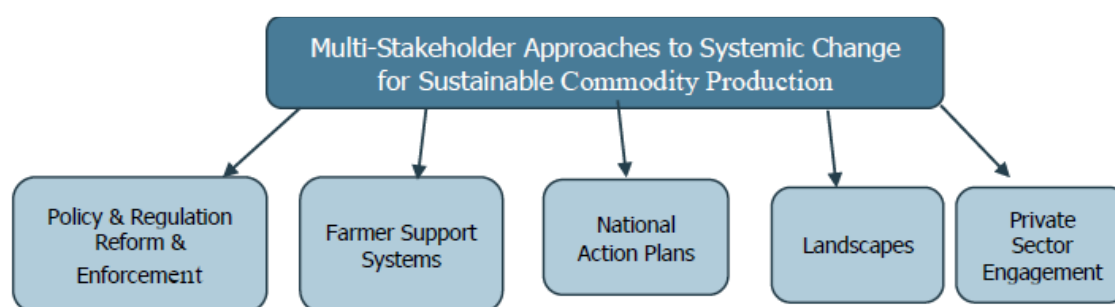 Multi-Stakeholder Approaches to Systemic Change
for Sustainable Commodity Production
Policy & Regulation
Reform &
Enforcement
Farmer Support
Systems
National
Action Plans
Landscapes
Private
Sector
Engagement